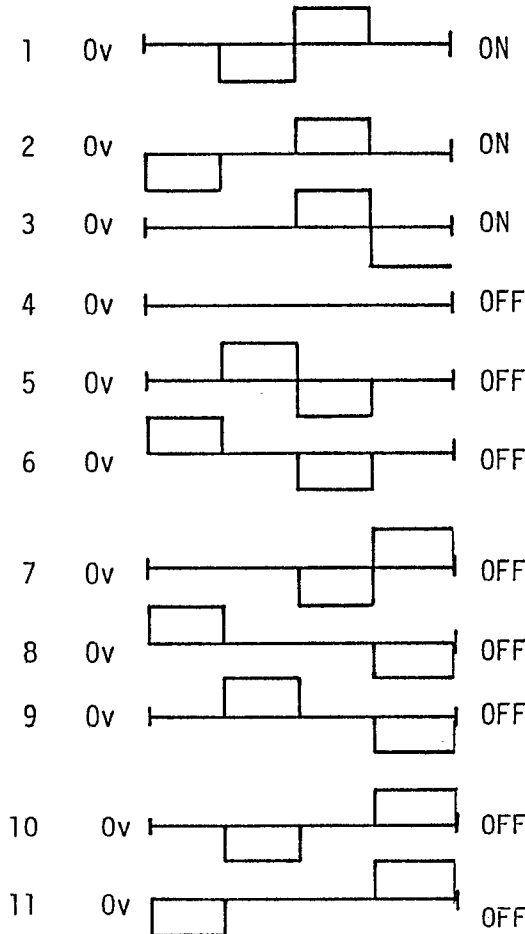 1 0v ON
2 0v ON
3 0v ON
4 0v OFF
5 0v OFF
6 0v OFF
7 0v OFF
8 0v OFF
9 0v OFF
10 0v OFF
11 0v OFF